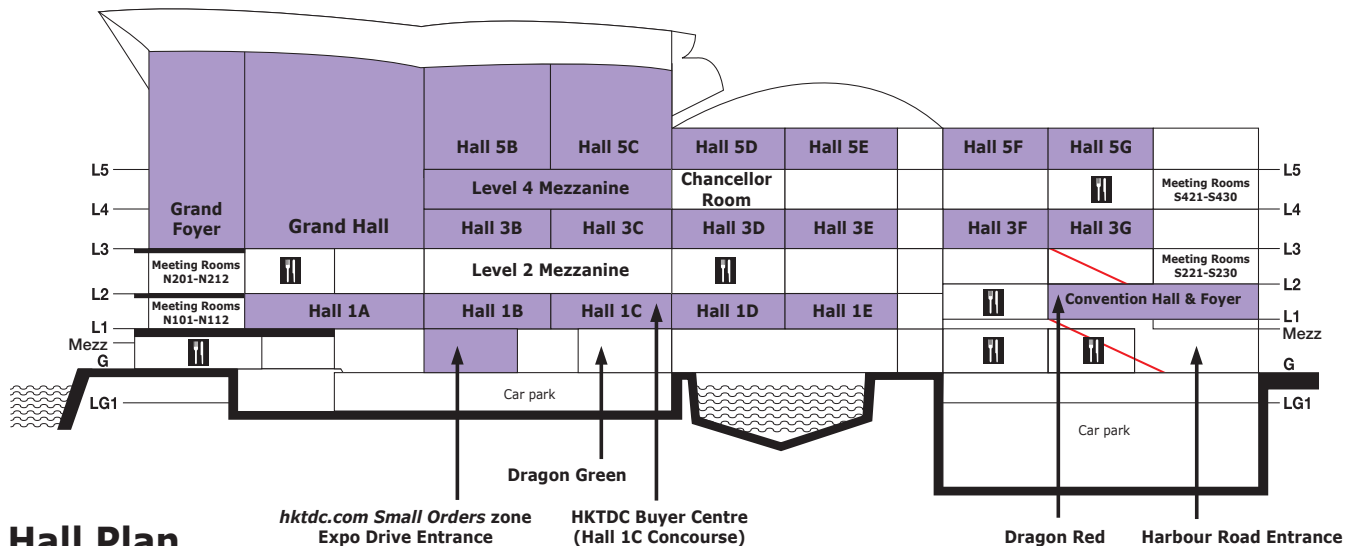 Hall 5B
Hall 5C
Hall 5D
Hall 5E
Hall 5F
Hall 5G
L5
L5
Level 4 Mezzanine
Chancellor
Room
Meeting Rooms
S421-S430
L4
L4
Grand
Foyer
Grand Hall
Hall 3B
Hall 3C
Hall 3D
Hall 3E
Hall 3F
Hall 3G
L3
L3
Meeting Rooms
N201-N212
Level 2 Mezzanine
Meeting Rooms
S221-S230
L2
L2
Meeting Rooms
N101-N112
Hall 1A
Hall 1B
Hall 1C
Hall 1D
Hall 1E
Convention Hall & Foyer
L1
L1
Mezz
Mezz
G
G
LG1
LG1
Car park
Car park
Dragon Green
hktdc.com Small Orders zone
Expo Drive Entrance
HKTDC Buyer Centre
(Hall 1C Concourse)
Dragon Red
Harbour Road Entrance
Hall Plan